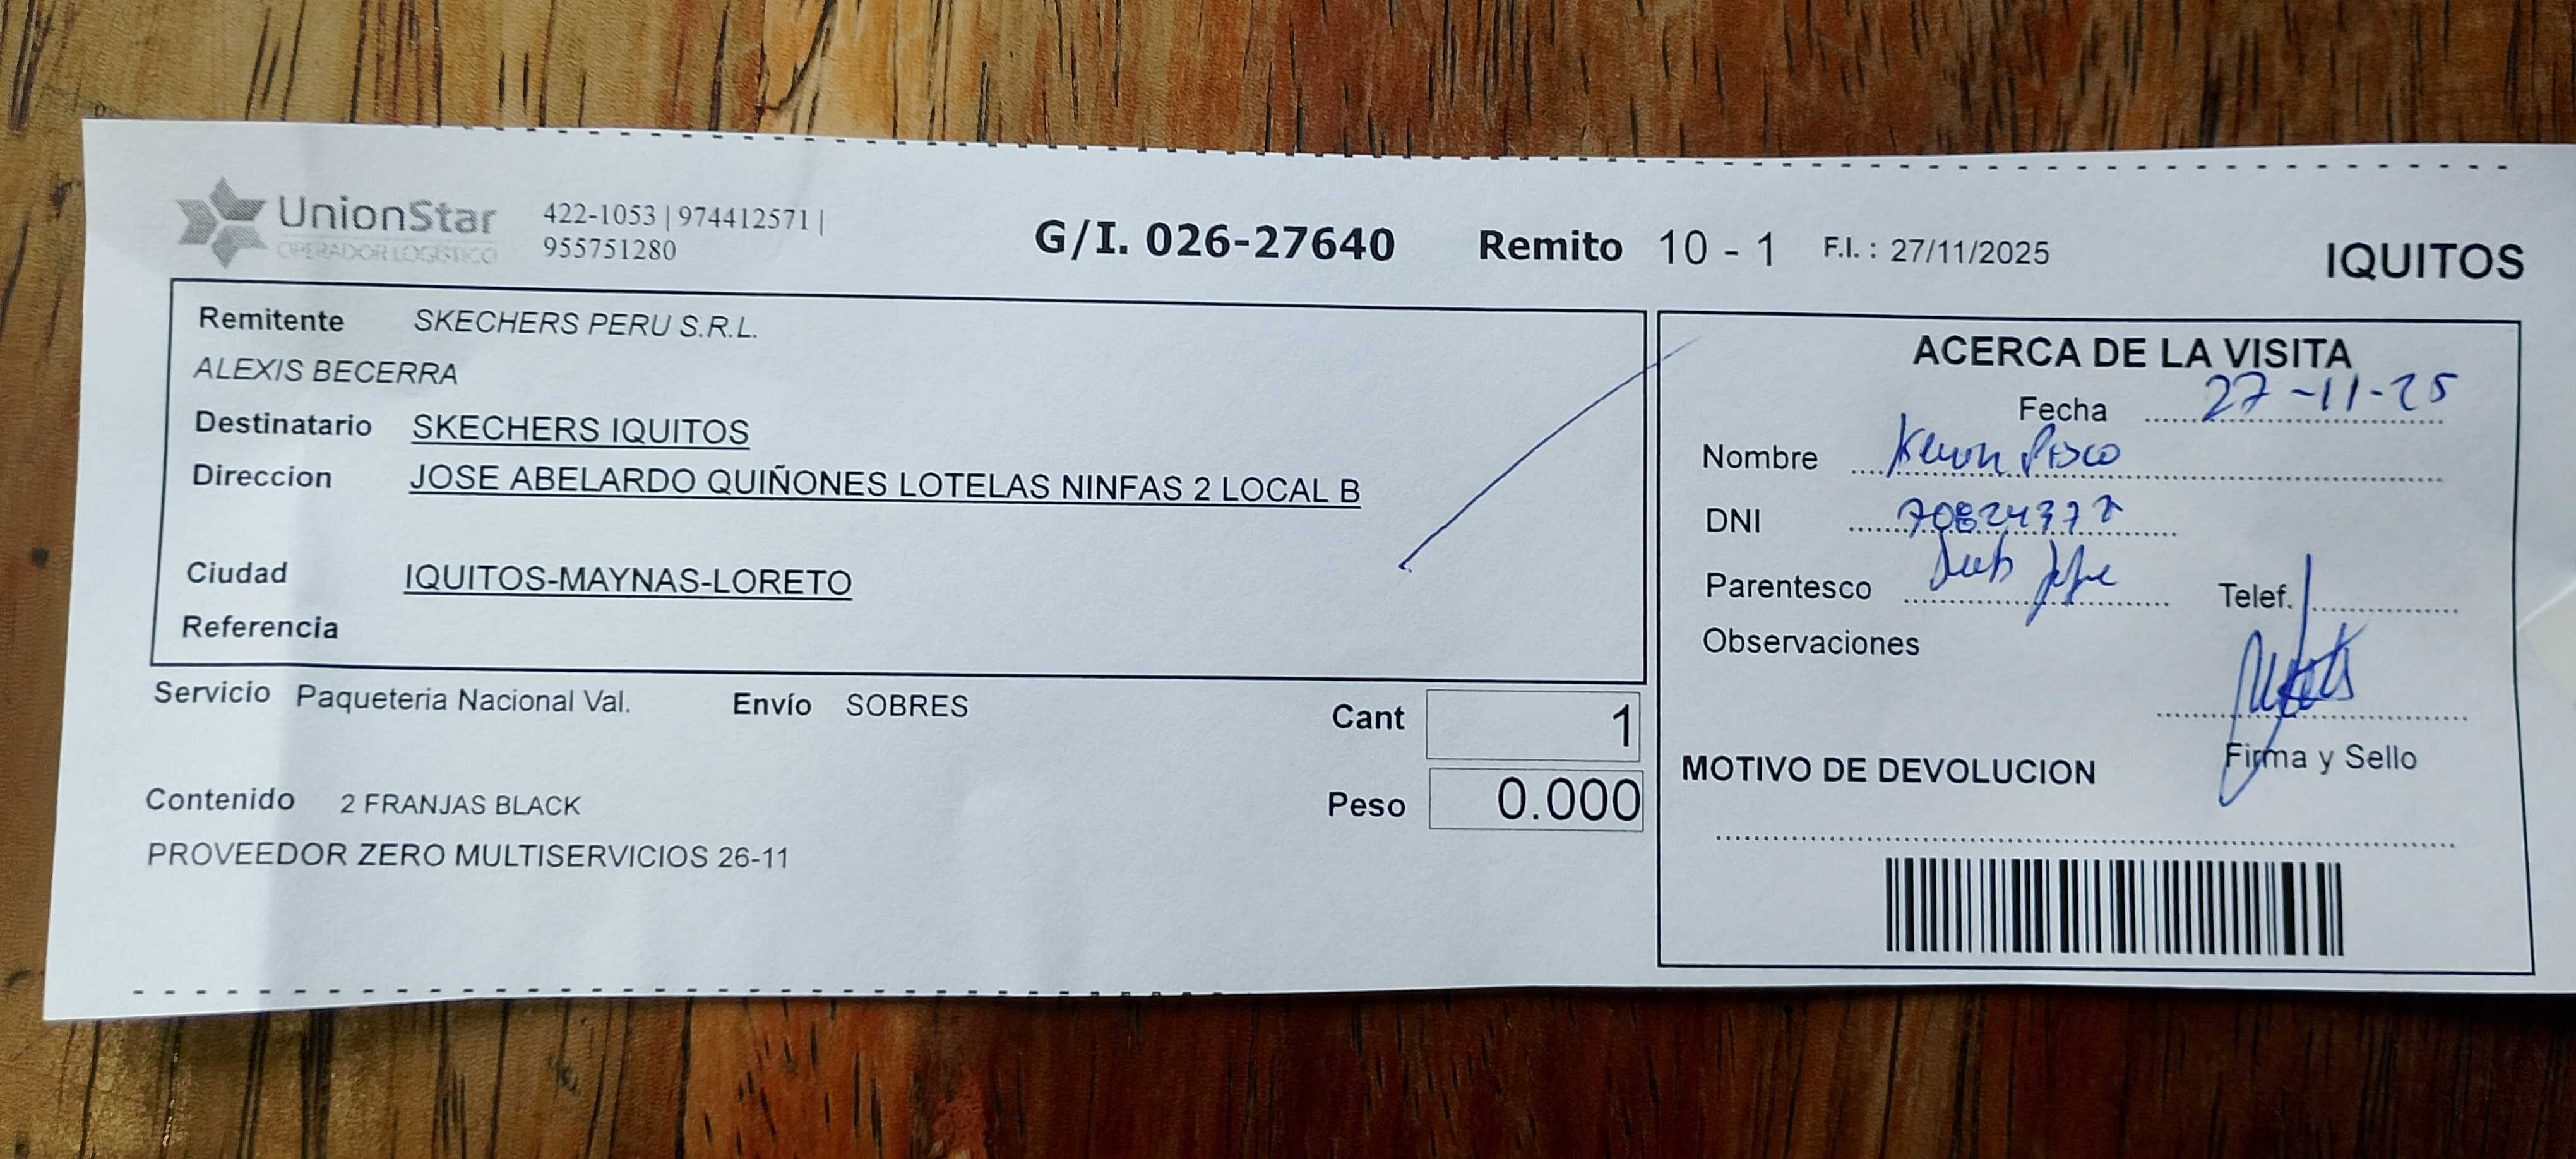 UnionStar
OPERADOR LOGISTICO
422-1053 | 974412571 |
955751280
G/I. 026-27640 Remito 10 - 1 F.I. : 27/11/2025 IQUITOS
Remitente SKECHERS PERU S.R.L.
ALEXIS BECERRA
Destinatario SKECHERS IQUITOS
Direccion JOSE ABELARDO QUIÑONES LOTELAS NINFAS 2 LOCAL B
Ciudad IQUITOS-MAYNAS-LORETO
Referencia
Servicio Paqueteria Nacional Val. Envío SOBRES
Cant 1
Peso 0.000
Contenido 2 FRANJAS BLACK
PROVEEDOR ZERO MULTISERVICIOS 26-11
ACERCA DE LA VISITA
Fecha 27-11-25
Nombre
DNI
Parentesco
Telef.
Observaciones
Firma y Sello
MOTIVO DE DEVOLUCION